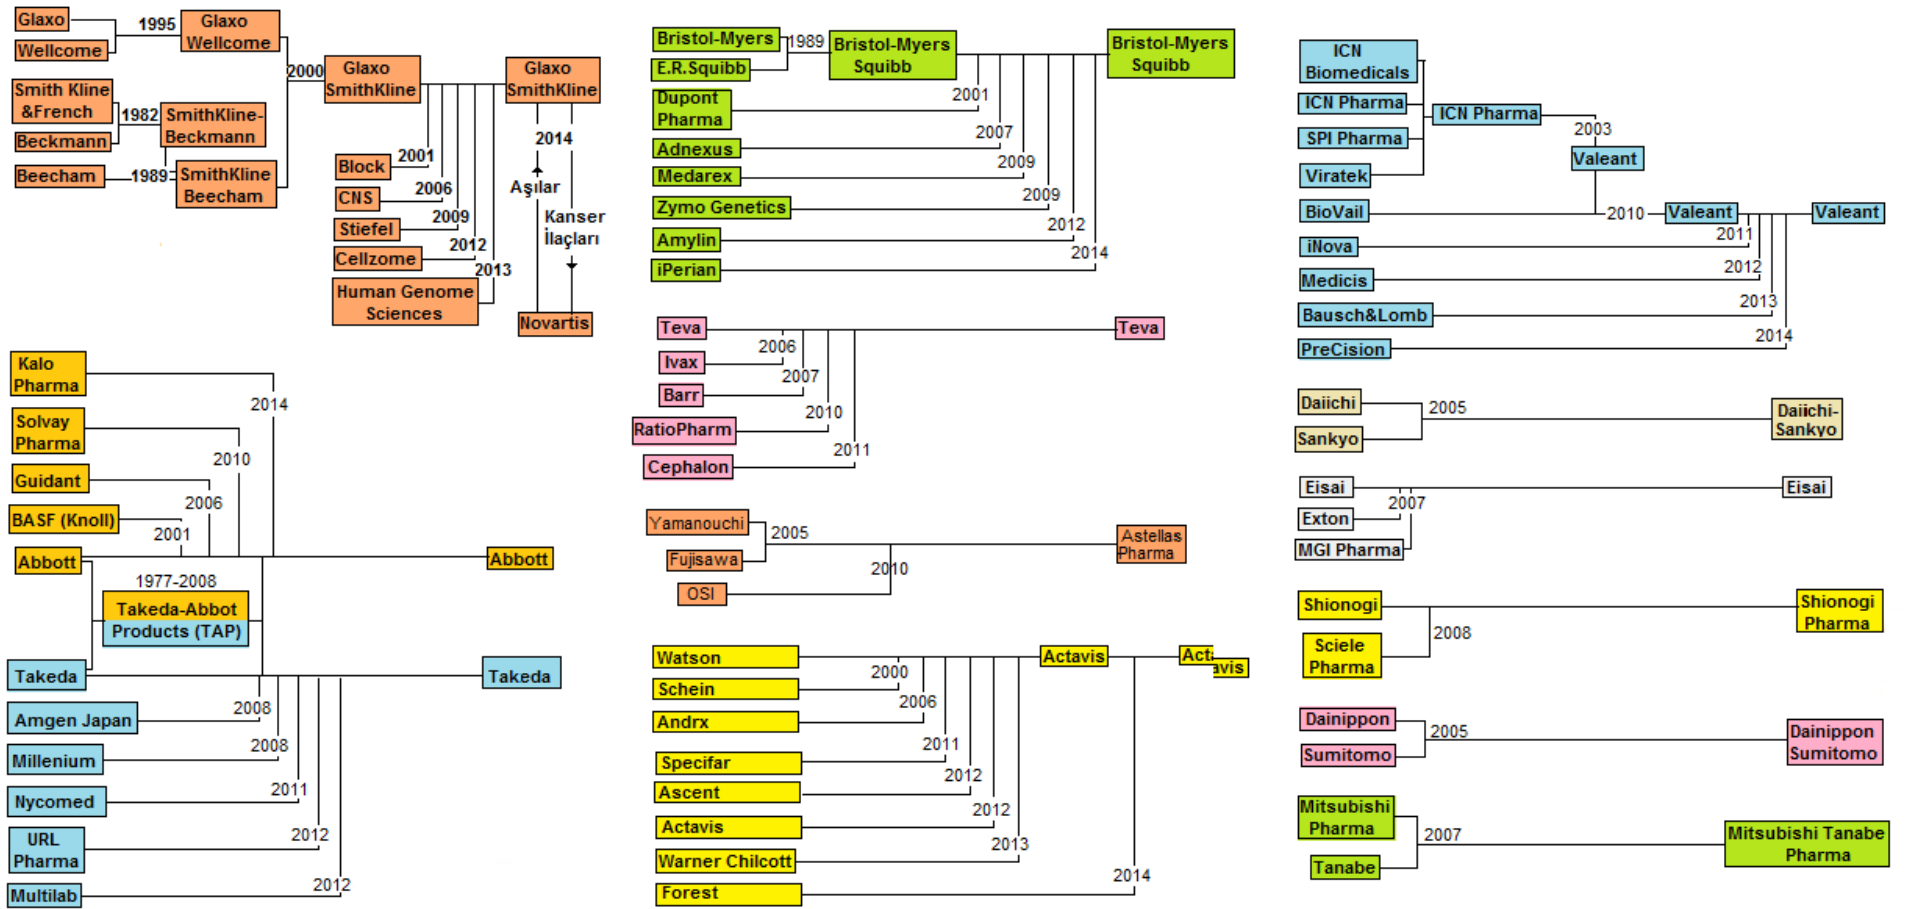 Glaxo
Wellcome
1995
Glaxo
Wellcome
Smith Kline
&French
Beckmann
1982
SmithKline-
Beckmann
Beecham
1989
SmithKline
Beecham
2000
Glaxo
SmithKline
Glaxo
SmithKline
Block
2001
CNS
2006
Stiefel
2009
Cellzome
2012
Human Genome
Sciences
2013
2014
Aşılar
Kanser
İlaçları
Novartis
Kalo
Pharma
2014
Solvay
Pharma
2010
Guidant
2006
BASF (Knoll)
2001
Abbott
Abbott
1977-2008
Takeda-Abbot
Products (TAP)
Takeda
Takeda
Amgen Japan
2008
Millenium
2008
Nycomed
2011
URL
Pharma
2012
Multilab
2012
Bristol-Myers
E.R.Squibb
1989
Bristol-Myers
Squibb
Bristol-Myers
Squibb
Dupont
Pharma
2001
Adnexus
2007
Medarex
2009
Zymo Genetics
2009
Amylin
2012
iPerian
2014
Teva
Teva
Ivax
2006
Barr
2007
RatioPharm
2010
Cephalon
2011
Yamanouchi
Fujisawa
2005
OSI
2010
Astellas
Pharma
Watson
Actavis
Act
avis
Schein
2000
Andrx
2006
Specifar
2011
Ascent
2012
Actavis
2012
Warner Chilcott
2013
Forest
2014
ICN
Biomedicals
ICN Pharma
SPI Pharma
Viratek
ICN Pharma
2003
Valeant
BioVail
2010
Valeant
Valeant
iNova
2011
Medicis
2012
Bausch&Lomb
2013
PreCision
2014
Daiichi
Sankyo
2005
Daiichi-
Sankyo
Eisai
Eisai
Exton
2007
MGI Pharma
Shionogi
Sciele
Pharma
2008
Shionogi
Pharma
Dainippon
Sumitomo
2005
Dainippon
Sumitomo
Mitsubishi
Pharma
Tanabe
2007
Mitsubishi Tanabe
Pharma